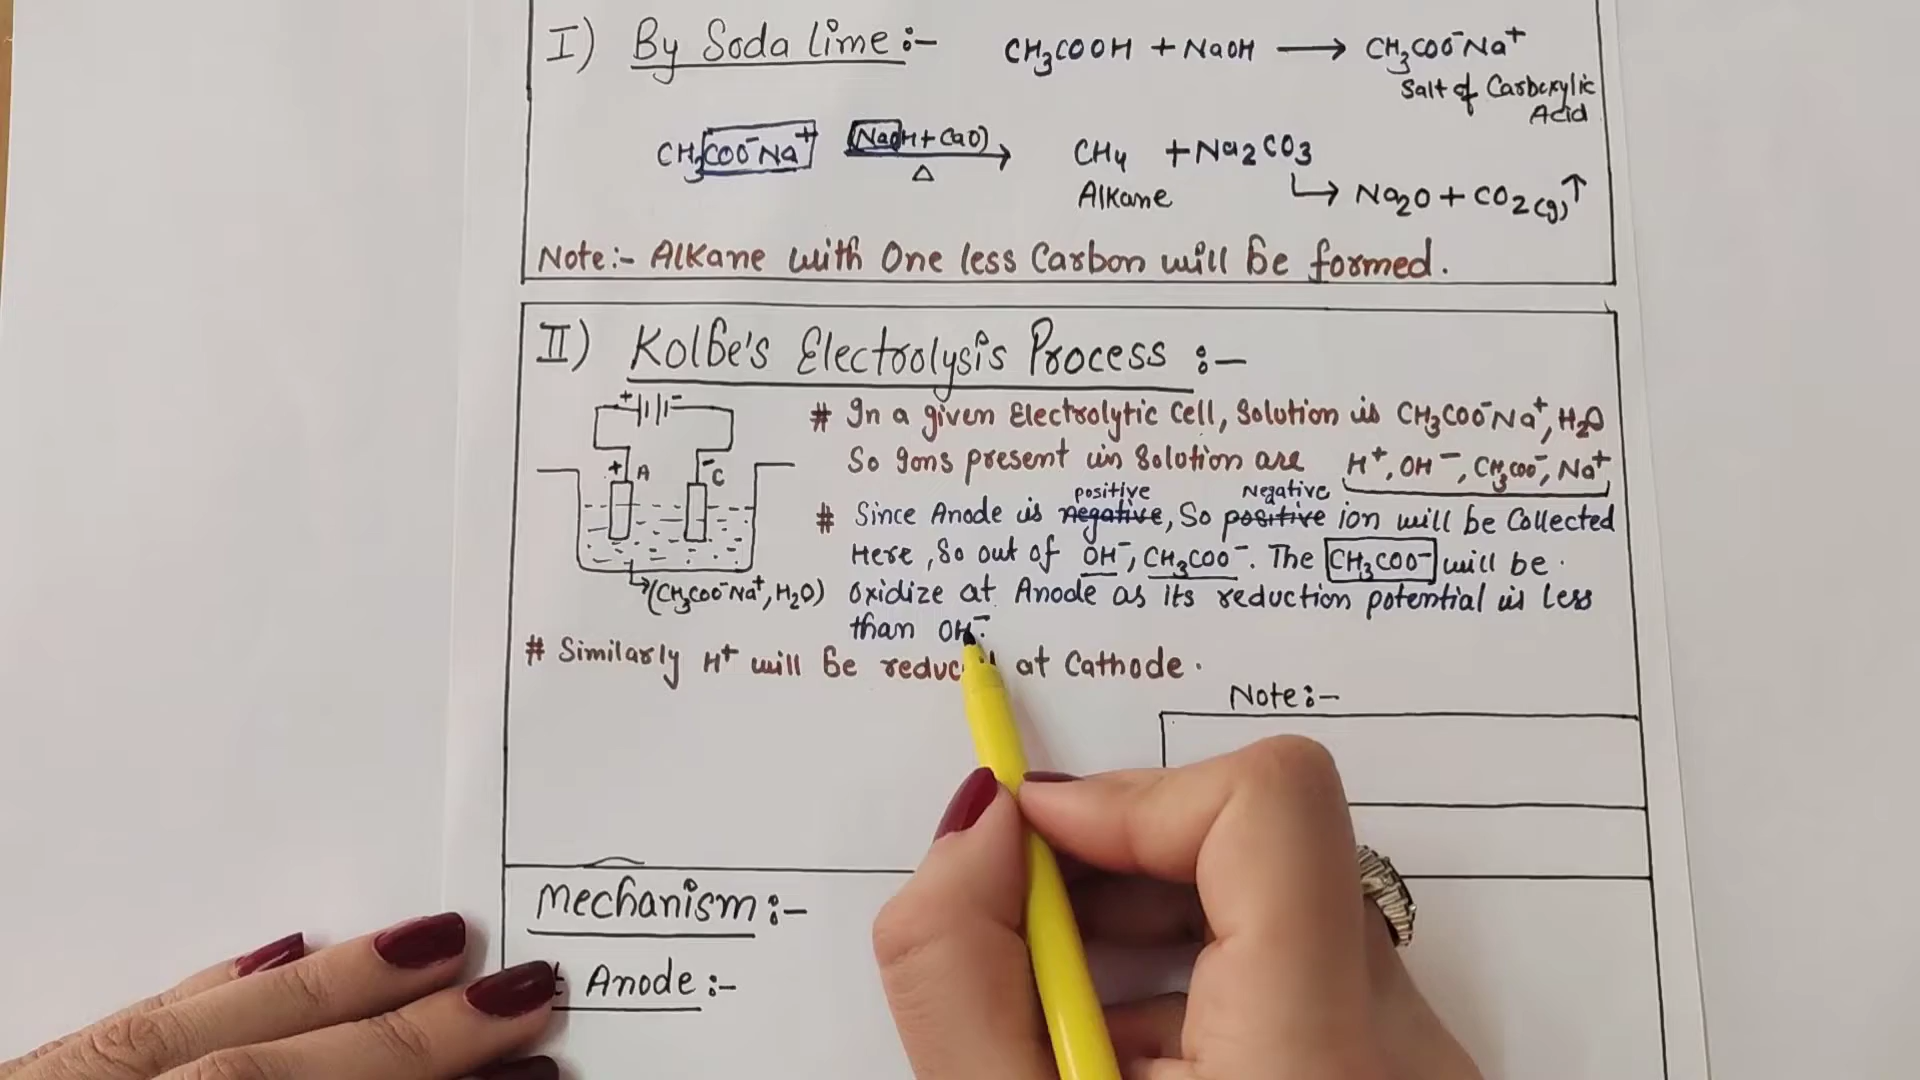 I) By Soda lime :- CH3COOH + NaOH ⟶ CH3COO⁻Na⁺
Salt of Carboxylic
Acid
CH3COO⁻Na⁺ (NaOH + CaO) ⟶ Δ CH4 + Na2CO3
Alkane ↳ Na2O + CO2(g)↑
Note:- Alkane with One less Carbon will be formed.
II) Kolbe's Electrolysis Process :-
+ -
+ A - C
(CH3COO⁻Na⁺, H2O)
# In a given Electrolytic Cell, Solution is CH3COO⁻Na⁺, H2O
So Ions present in Solution are H⁺, OH⁻, CH3COO⁻, Na⁺
positive Negative
# Since Anode is negative, So positive ion will be Collected
Here, So out of OH⁻, CH3COO⁻. The CH3COO⁻ will be
oxidize at Anode as its reduction potential is Less
than OH⁻.
# Similarly H⁺ will be at Cathode.
Note:-
Mechanism :-
Anode :-